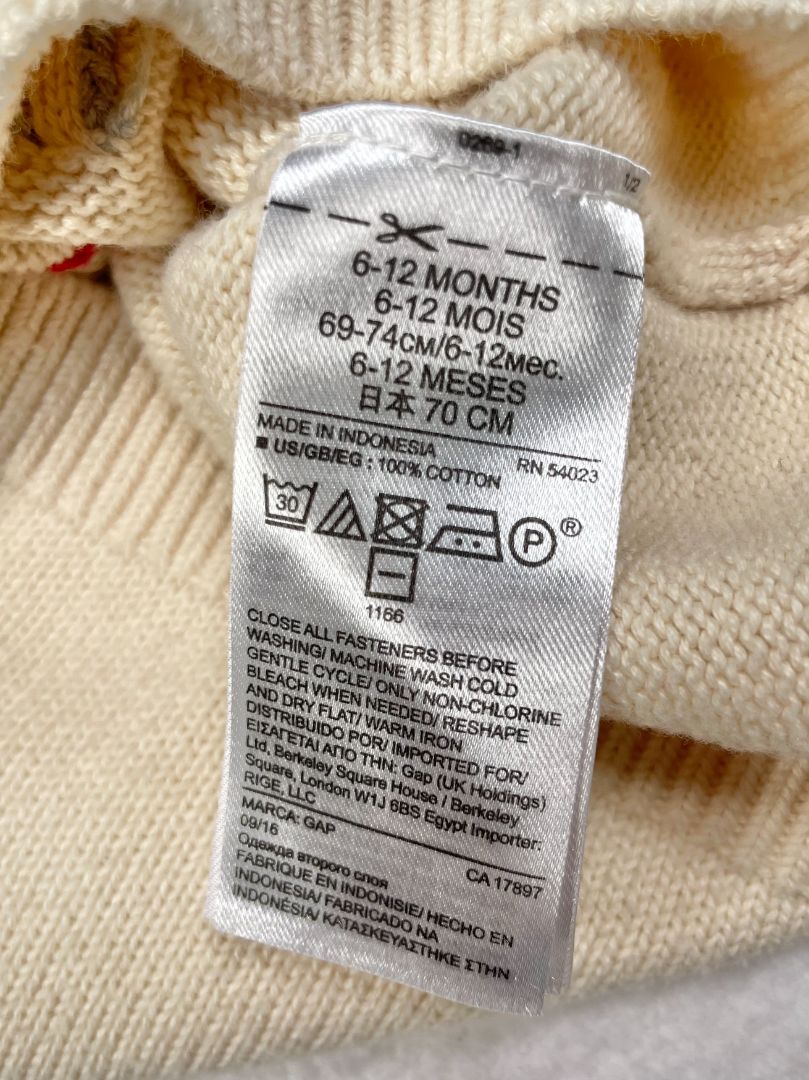 0269-1
1/2
6-12 MONTHS
6-12 MOIS
69-74см/6-12мес.
6-12 MESES
日本 70 CM
MADE IN INDONESIA
RN 54023
■ US/GB/EG : 100% COTTON
30
P®
1166
CLOSE ALL FASTENERS BEFORE
WASHING/ MACHINE WASH COLD
GENTLE CYCLE/ ONLY NON-CHLORINE
BLEACH WHEN NEEDED/ RESHAPE
AND DRY FLAT/ WARM IRON
DISTRIBUIDO POR/ IMPORTED FOR/
ΕΙΣΑΓΕΤΑΙ ΑΠΟ ΤΗΝ: Gap (UK Holdings)
Ltd, Berkeley Square House / Berkeley
Square, London W1J 6BS Egypt Importer:
RIGE, LLC
MARCA: GAP
09/16
CA 17897
Одежда второго слоя
FABRIQUE EN INDONISIE/ HECHO EN
INDONESIA/ FABRICADO NA
INDONÉSIA/ ΚΑΤΑΣΚΕΥΑΣΤΗΚΕ ΣΤΗΝ